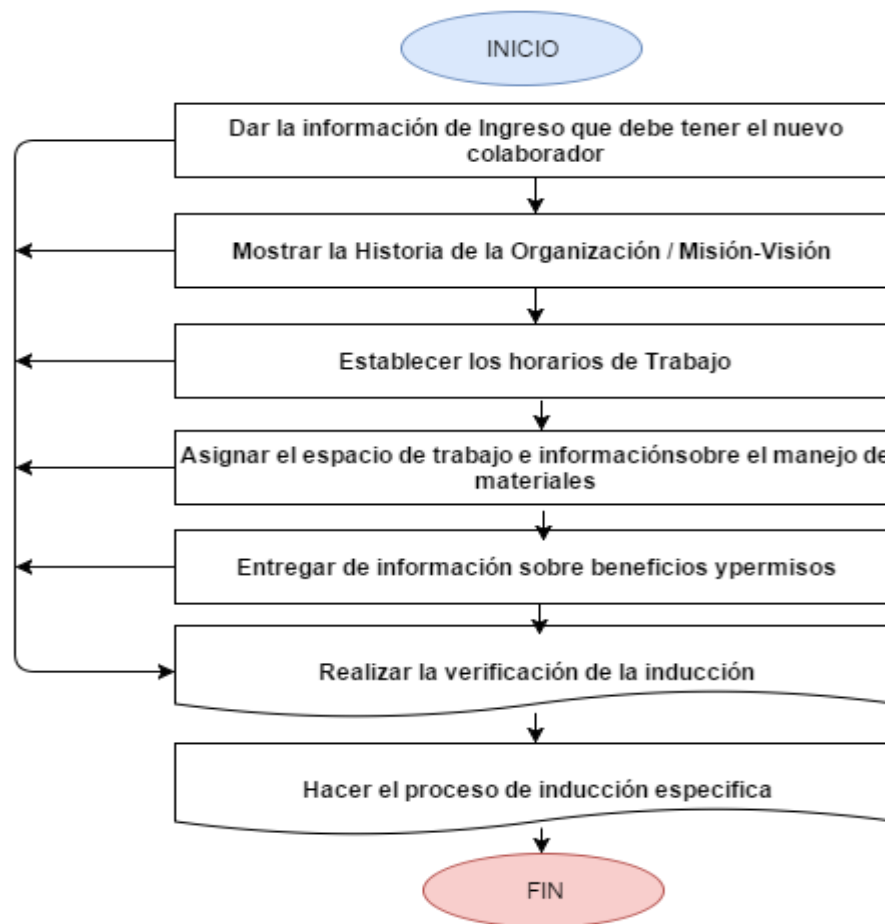 INICIO
Dar la información de Ingreso que debe tener el nuevo
colaborador
Mostrar la Historia de la Organización / Misión-Visión
Establecer los horarios de Trabajo
Asignar el espacio de trabajo e informaciónsobre el manejo de
materiales
Entregar de información sobre beneficios ypermisos
Realizar la verificación de la inducción
Hacer el proceso de inducción especifica
FIN